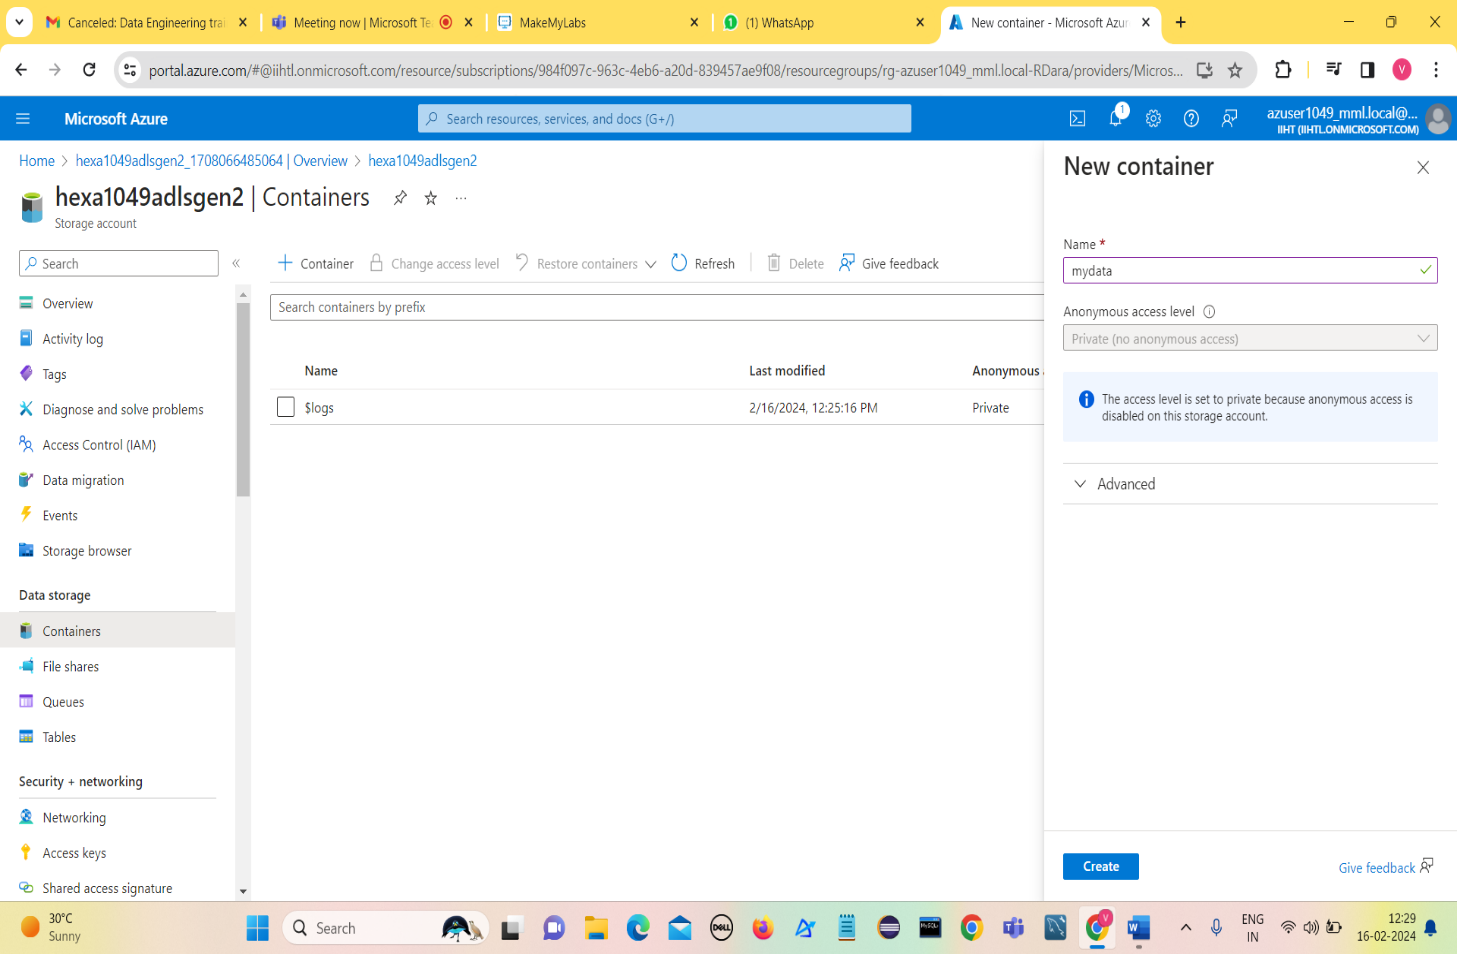 Canceled: Data Engineering trai
Meeting now | Microsoft Te
MakeMyLabs
(1) WhatsApp
New container - Microsoft Azur
portal.azure.com/#@iihtl.onmicrosoft.com/resource/subscriptions/984f097c-963c-4eb6-a20d-839457ae9f08/resourcegroups/rg-azuser1049_mml.local-RDara/providers/Micros...
V
Microsoft Azure
Search resources, services, and docs (G+/)
1
azuser1049_mml.local@...
IIHT (IIHTL.ONMICROSOFT.COM)
Home > hexa1049adlsgen2_1708066485064 | Overview > hexa1049adlsgen2
hexa1049adlsgen2 | Containers
...
Storage account
Search
«
Overview
Activity log
Tags
Diagnose and solve problems
Access Control (IAM)
Data migration
Events
Storage browser
Data storage
Containers
File shares
Queues
Tables
Security + networking
Networking
Access keys
Shared access signature
+ Container
Change access level
Restore containers
Refresh
Delete
Give feedback
Search containers by prefix
Name Last modified Anonymous a
$logs 2/16/2024, 12:25:16 PM Private
New container
Name *
mydata
Anonymous access level
Private (no anonymous access)
The access level is set to private because anonymous access is
disabled on this storage account.
Advanced
Create
Give feedback
30°C
Sunny
Search
DELL
V
W
ENG
IN
12:29
16-02-2024